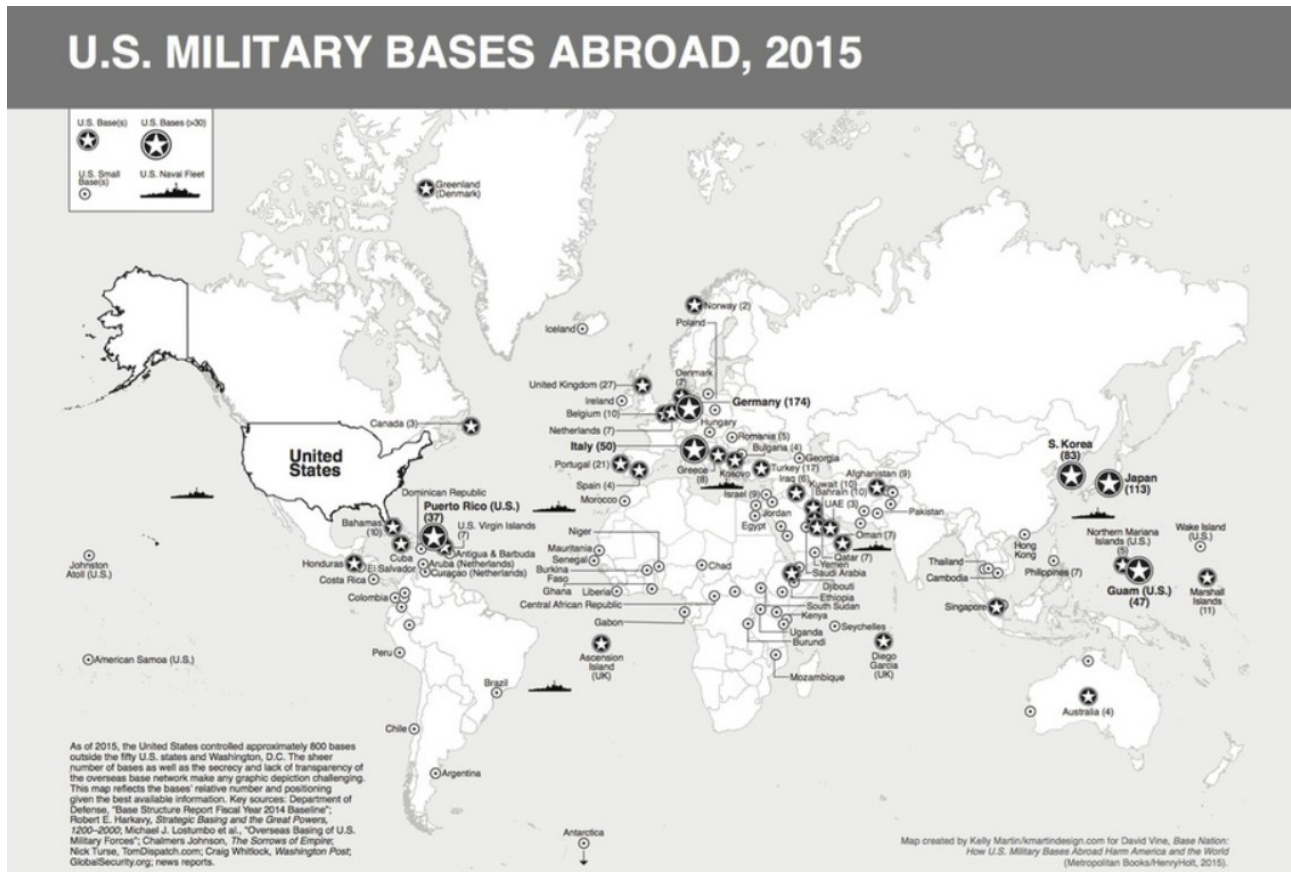 U.S. MILITARY BASES ABROAD, 2015
U.S. Base(s)
U.S. Bases (>30)
U.S. Small
Base(s)
U.S. Naval Fleet
Greenland
(Denmark)
Norway (2)
Poland
Iceland
Denmark
(2)
United Kingdom (27)
Ireland
Germany (174)
Belgium (10)
Canada (3)
Hungary
Netherlands (7)
Romania (5)
Italy (50)
Bulgaria (4)
S. Korea
(83)
United
States
Georgia
Portugal (21)
Greece
(8)
Kosovo
Turkey (17)
Afghanistan (9)
Japan
(113)
Iraq (6)
Kuwait (10)
Spain (4)
Bahrain (10)
Dominican Republic
Israel (9)
UAE (3)
Morocco
Puerto Rico (U.S.)
(37)
Jordan
Pakistan
Bahamas
(10)
U.S. Virgin Islands
(7)
Egypt
Niger
Oman (7)
Northern Mariana
Islands (U.S.)
(5)
Wake Island
(U.S.)
Hong
Kong
Cuba
Antigua & Barbuda
Mauritania
Qatar (7)
Johnston
Atoll (U.S.)
Honduras
El Salvador
Aruba (Netherlands)
Senegal
Chad
Yemen
Thailand
Philippines (7)
Curaçao (Netherlands)
Burkina
Faso
Saudi Arabia
Costa Rica
Cambodia
Djibouti
Ghana
Liberia
Ethiopia
Guam (U.S.)
(47)
Colombia
Central African Republic
South Sudan
Singapore
Marshall
Islands
(11)
Kenya
Gabon
Uganda
Seychelles
Burundi
Ascension
Island
(UK)
Diego
Garcia
(UK)
Peru
American Samoa (U.S.)
Mozambique
Brazil
Australia (4)
Chile
Argentina
As of 2015, the United States controlled approximately 800 bases
outside the fifty U.S. states and Washington, D.C. The sheer
number of bases as well as the secrecy and lack of transparency of
the overseas base network make any graphic depiction challenging.
This map reflects the bases' relative number and positioning
given the best available information. Key sources: Department of
Defense, "Base Structure Report Fiscal Year 2014 Baseline";
Robert E. Harkavy, Strategic Basing and the Great Powers,
1200–2000; Michael J. Lostumbo et al., "Overseas Basing of U.S.
Military Forces"; Chalmers Johnson, The Sorrows of Empire;
Nick Turse, TomDispatch.com; Craig Whitlock, Washington Post;
GlobalSecurity.org; news reports.
Antarctica
Map created by Kelly Martin/kmartindesign.com for David Vine, Base Nation:
How U.S. Military Bases Abroad Harm America and the World
(Metropolitan Books/HenryHolt, 2015).